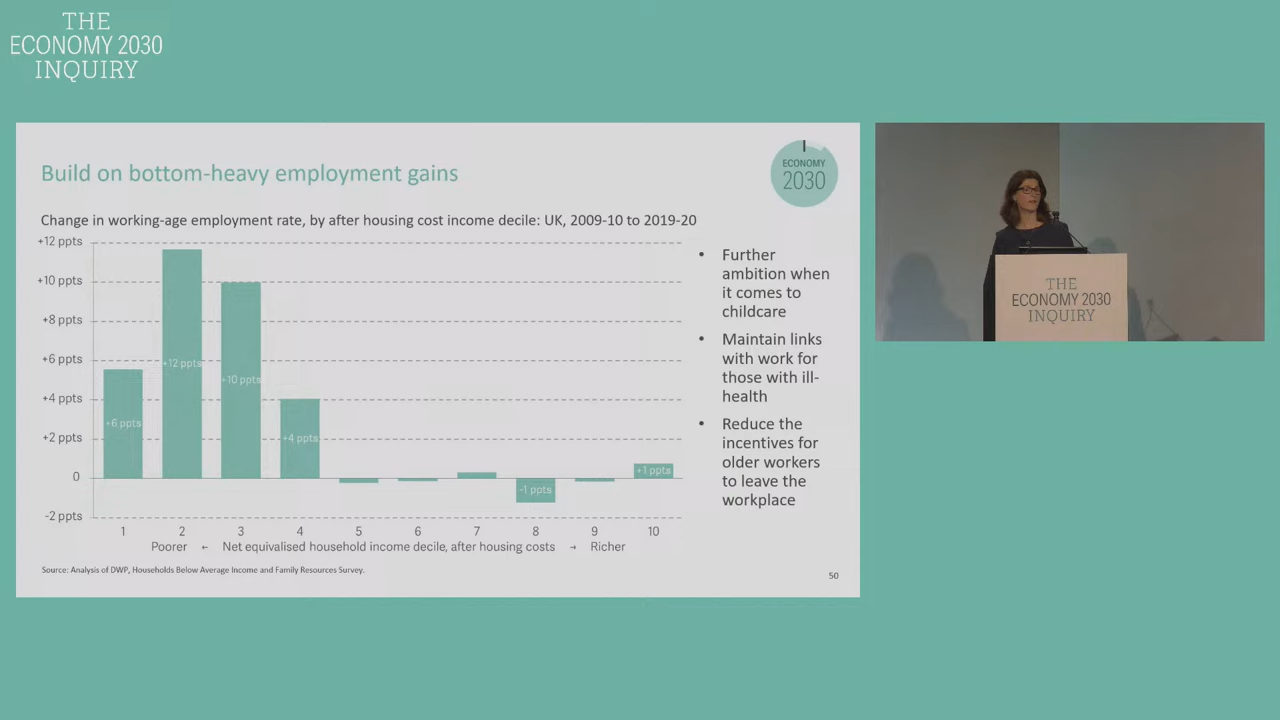 THE
ECONOMY 2030
INQUIRY
Build on bottom-heavy employment gains
ECONOMY
2030
Change in working-age employment rate, by after housing cost income decile: UK, 2009-10 to 2019-20
+12 ppts
+10 ppts
+8 ppts
+6 ppts
+4 ppts
+2 ppts
0
-2 ppts
+6 ppts
+12 ppts
+10 ppts
+4 ppts
-1 ppts
+1 ppts
1 2 3 4 5 6 7 8 9 10
Poorer ← Net equivalised household income decile, after housing costs → Richer
• Further
ambition when
it comes to
childcare
• Maintain links
with work for
those with ill-
health
• Reduce the
incentives for
older workers
to leave the
workplace
Source: Analysis of DWP, Households Below Average Income and Family Resources Survey.
50
THE
ECONOMY 2030
INQUIRY